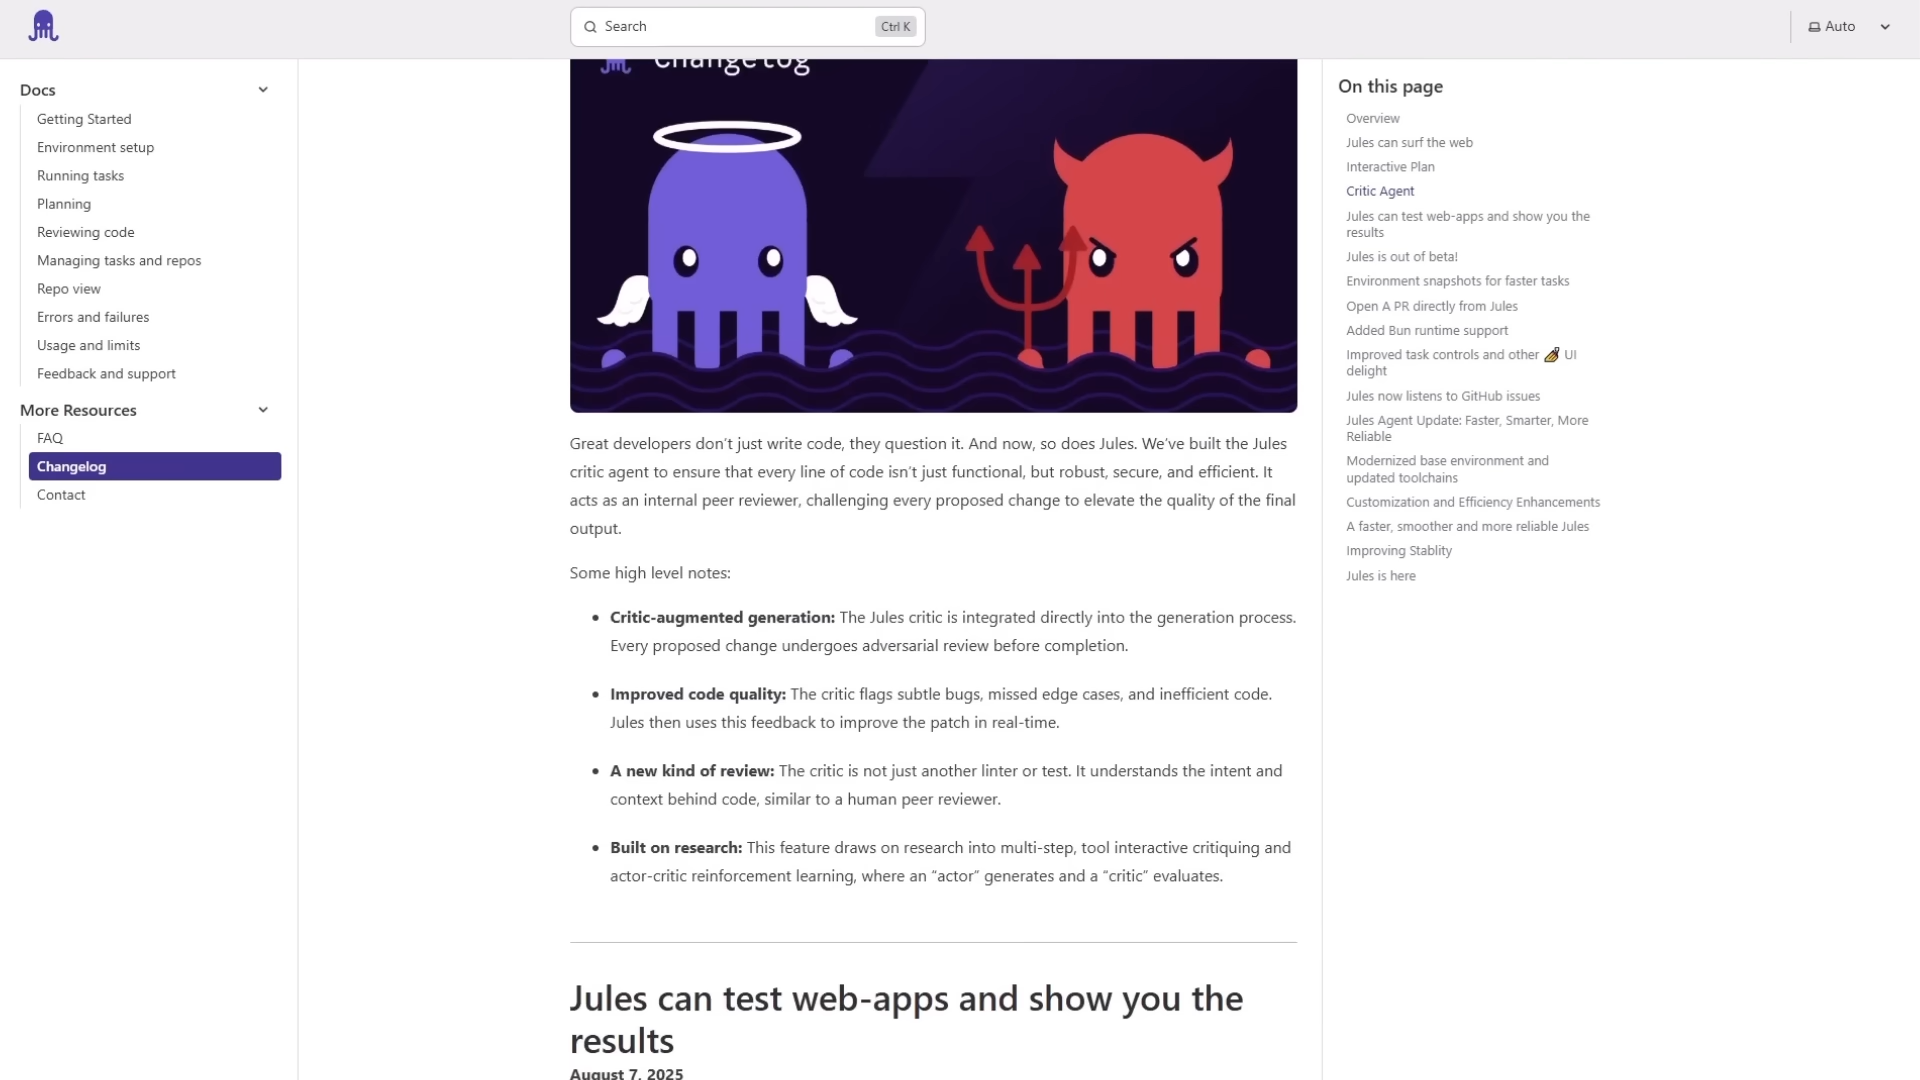 Search
Ctrl K
Auto
Docs
Getting Started
Environment setup
Running tasks
Planning
Reviewing code
Managing tasks and repos
Repo view
Errors and failures
Usage and limits
Feedback and support
More Resources
FAQ
Changelog
Contact
Changelog
Great developers don’t just write code, they question it. And now, so does Jules. We’ve built the Jules
critic agent to ensure that every line of code isn’t just functional, but robust, secure, and efficient. It
acts as an internal peer reviewer, challenging every proposed change to elevate the quality of the final
output.
Some high level notes:
• Critic-augmented generation: The Jules critic is integrated directly into the generation process.
Every proposed change undergoes adversarial review before completion.
• Improved code quality: The critic flags subtle bugs, missed edge cases, and inefficient code.
Jules then uses this feedback to improve the patch in real-time.
• A new kind of review: The critic is not just another linter or test. It understands the intent and
context behind code, similar to a human peer reviewer.
• Built on research: This feature draws on research into multi-step, tool interactive critiquing and
actor-critic reinforcement learning, where an “actor” generates and a “critic” evaluates.
Jules can test web-apps and show you the
results
August 7, 2025
On this page
Overview
Jules can surf the web
Interactive Plan
Critic Agent
Jules can test web-apps and show you the
results
Jules is out of beta!
Environment snapshots for faster tasks
Open A PR directly from Jules
Added Bun runtime support
Improved task controls and other 💅 UI
delight
Jules now listens to GitHub issues
Jules Agent Update: Faster, Smarter, More
Reliable
Modernized base environment and
updated toolchains
Customization and Efficiency Enhancements
A faster, smoother and more reliable Jules
Improving Stablity
Jules is here